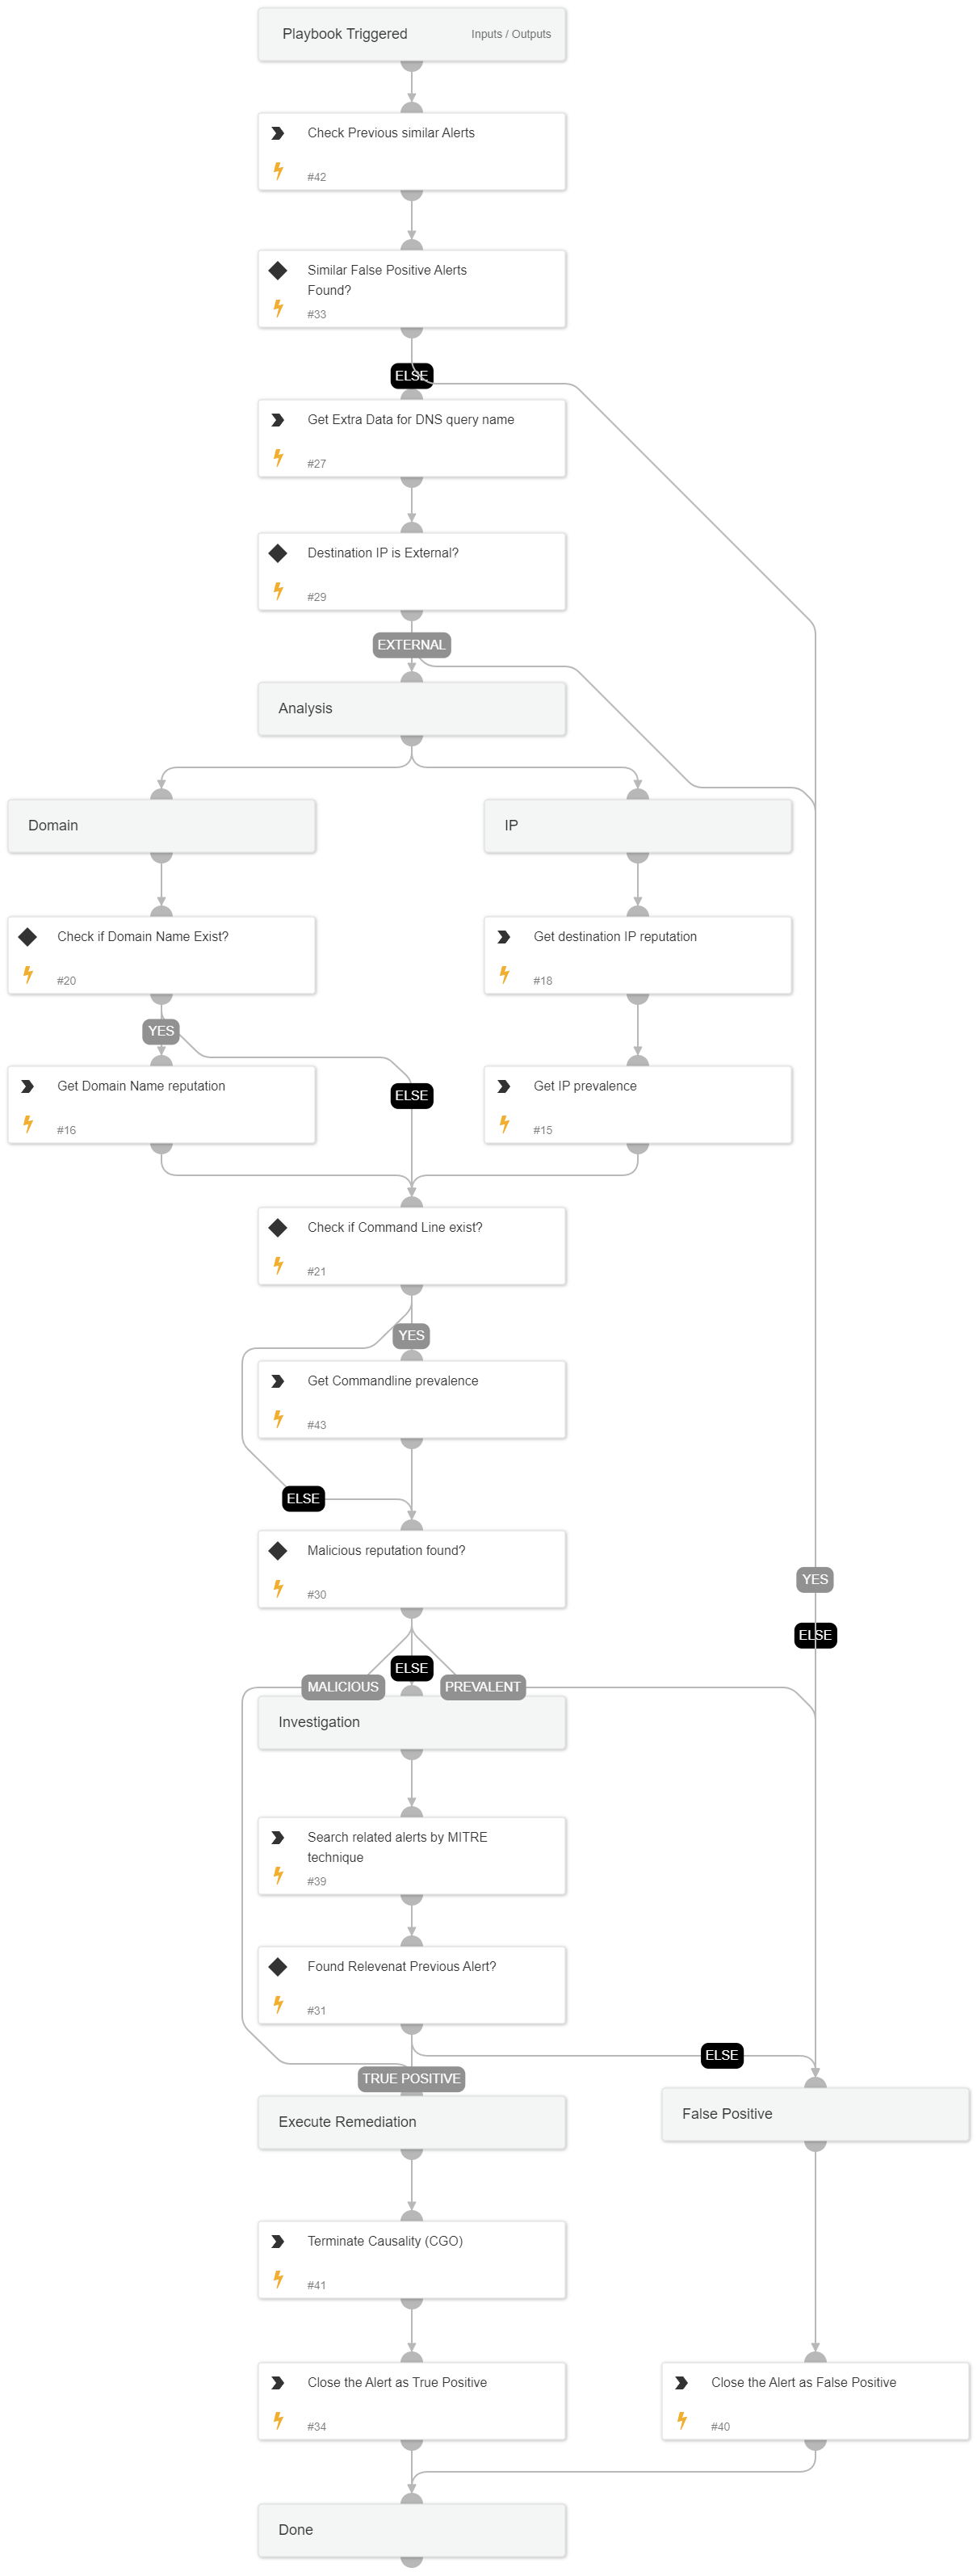 Playbook Triggered
Inputs / Outputs
Check Previous similar Alerts
#42
Similar False Positive Alerts
Found?
#33
ELSE
Get Extra Data for DNS query name
#27
Destination IP is External?
#29
EXTERNAL
Analysis
Domain
IP
Check if Domain Name Exist?
#20
Get destination IP reputation
#18
YES
ELSE
Get Domain Name reputation
#16
Get IP prevalence
#15
Check if Command Line exist?
#21
YES
Get Commandline prevalence
#43
ELSE
Malicious reputation found?
#30
YES
ELSE
ELSE
MALICIOUS
PREVALENT
Investigation
Search related alerts by MITRE
technique
#39
Found Relevenat Previous Alert?
#31
ELSE
TRUE POSITIVE
Execute Remediation
False Positive
Terminate Causality (CGO)
#41
Close the Alert as True Positive
#34
Close the Alert as False Positive
#40
Done